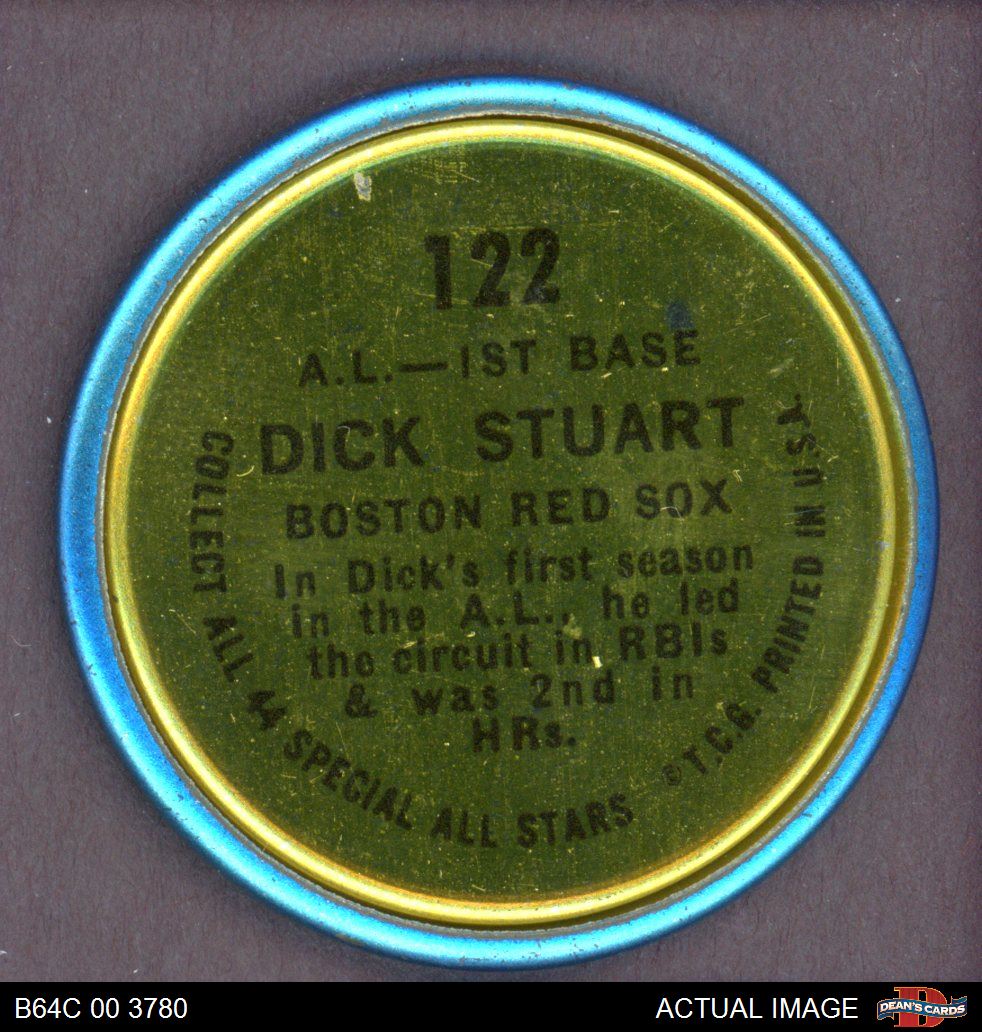 122
A.L.—1ST BASE
DICK STUART
BOSTON RED SOX
In Dick's first season
in the A.L., he led
the circuit in RBIs
& was 2nd in
HRs.
COLLECT ALL 44 SPECIAL ALL STARS
©T.C.G. PRINTED IN U.S.A.
B64C 00 3780
ACTUAL IMAGE
DEAN'S CARDS